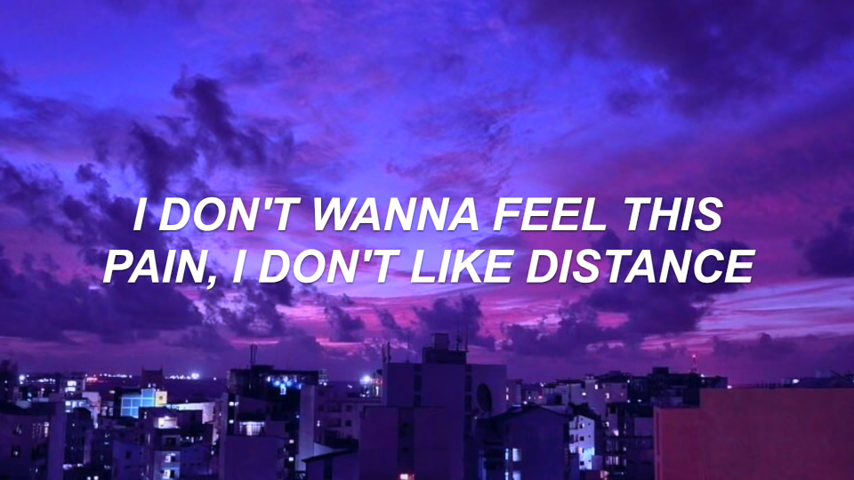 I DON'T WANNA FEEL THIS
PAIN, I DON'T LIKE DISTANCE